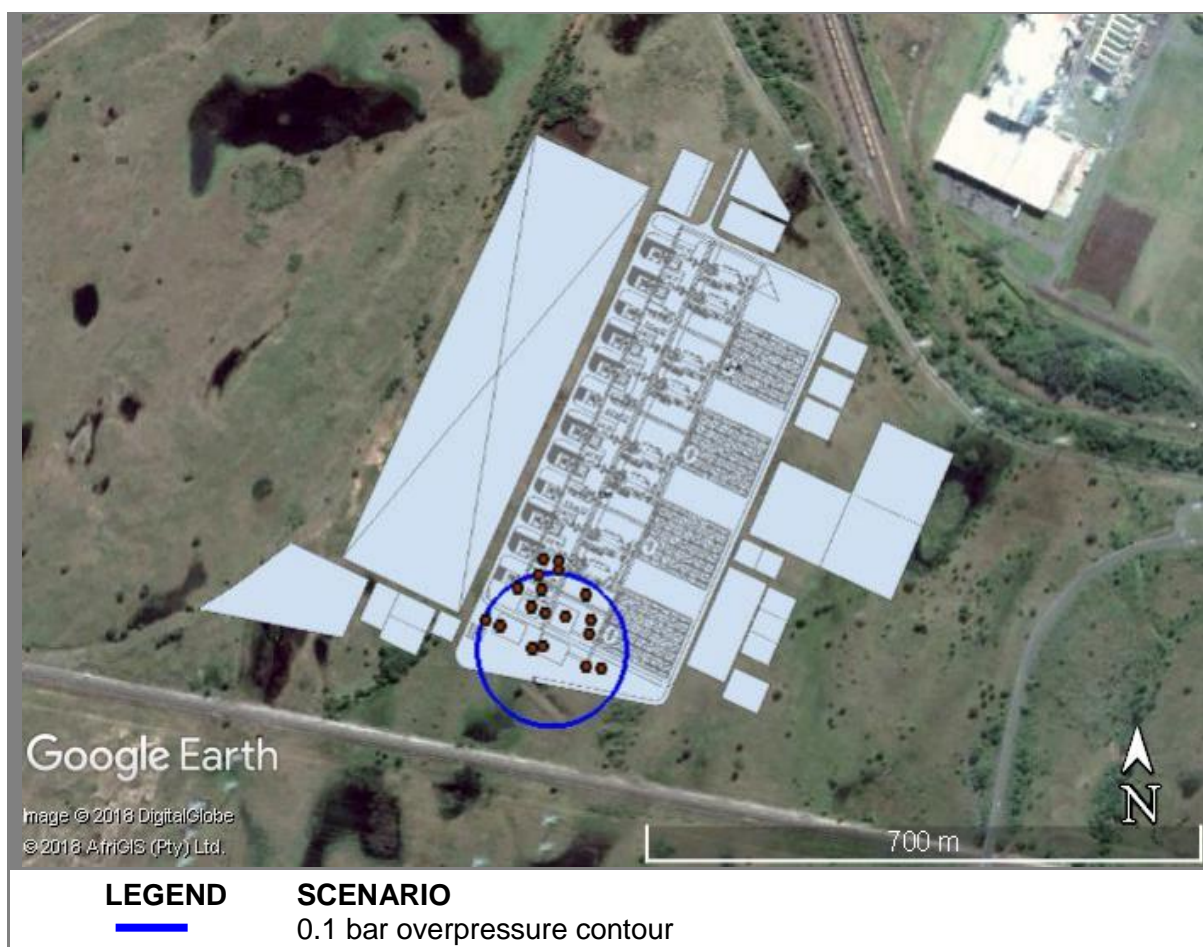 Google Earth
Image © 2018 DigitalGlobe
© 2018 AfriGIS (Pty) Ltd.
700 m
N
LEGEND SCENARIO
0.1 bar overpressure contour